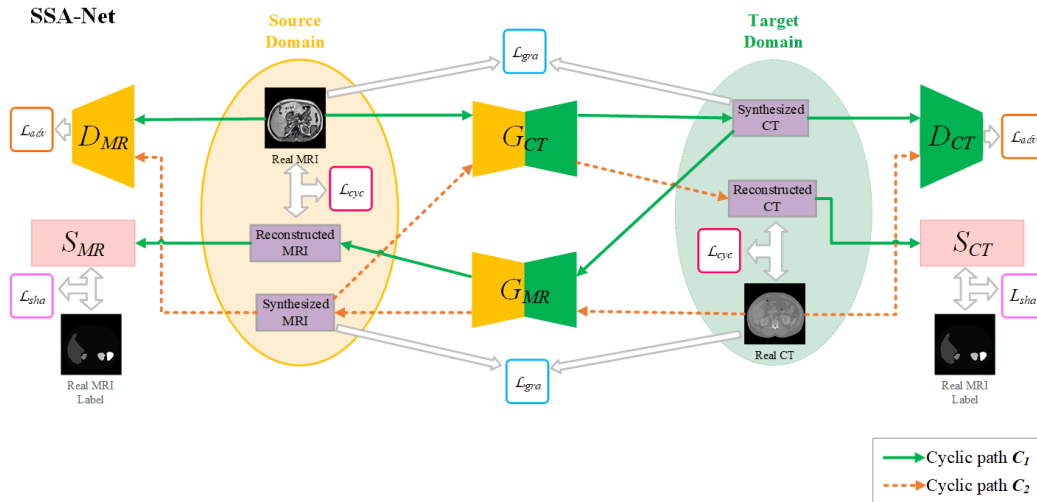 SSA-Net
Source
Domain
Target
Domain
ℒgra
Synthesized
CT
ℒadv
DMR
GCT
DCT
ℒadv
Real MRI
ℒcyc
Reconstructed
CT
SMR
Reconstructed
MRI
SCT
ℒcyc
ℒsha
Synthesized
MRI
GMR
Lsha
Real MRI
Label
Real CT
Real MRI
Label
ℒgra
Cyclic path C1
Cyclic path C2